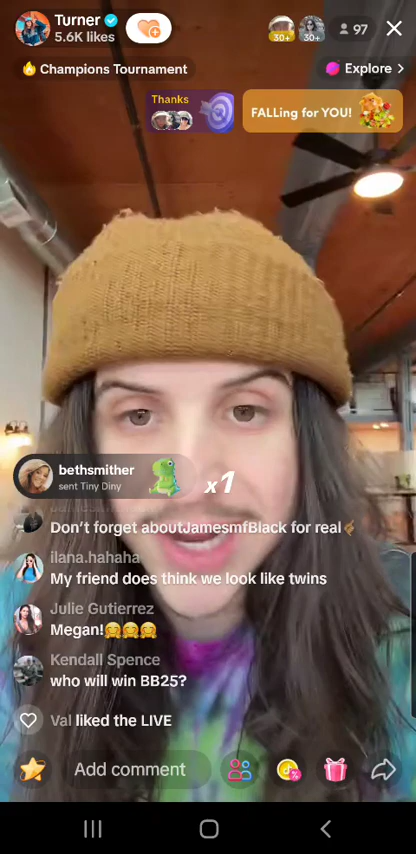 Turner
5.6K likes
30+
30+
97
Champions Tournament
Explore
Thanks
FALLing for YOU!
bethsmither
sent Tiny Diny
x1
Don't forget aboutJamesmfBlack for real
ilana.hahaha
My friend does think we look like twins
Julie Gutierrez
Megan!🤗🤗🤗
Kendall Spence
who will win BB25?
Val liked the LIVE
Add comment